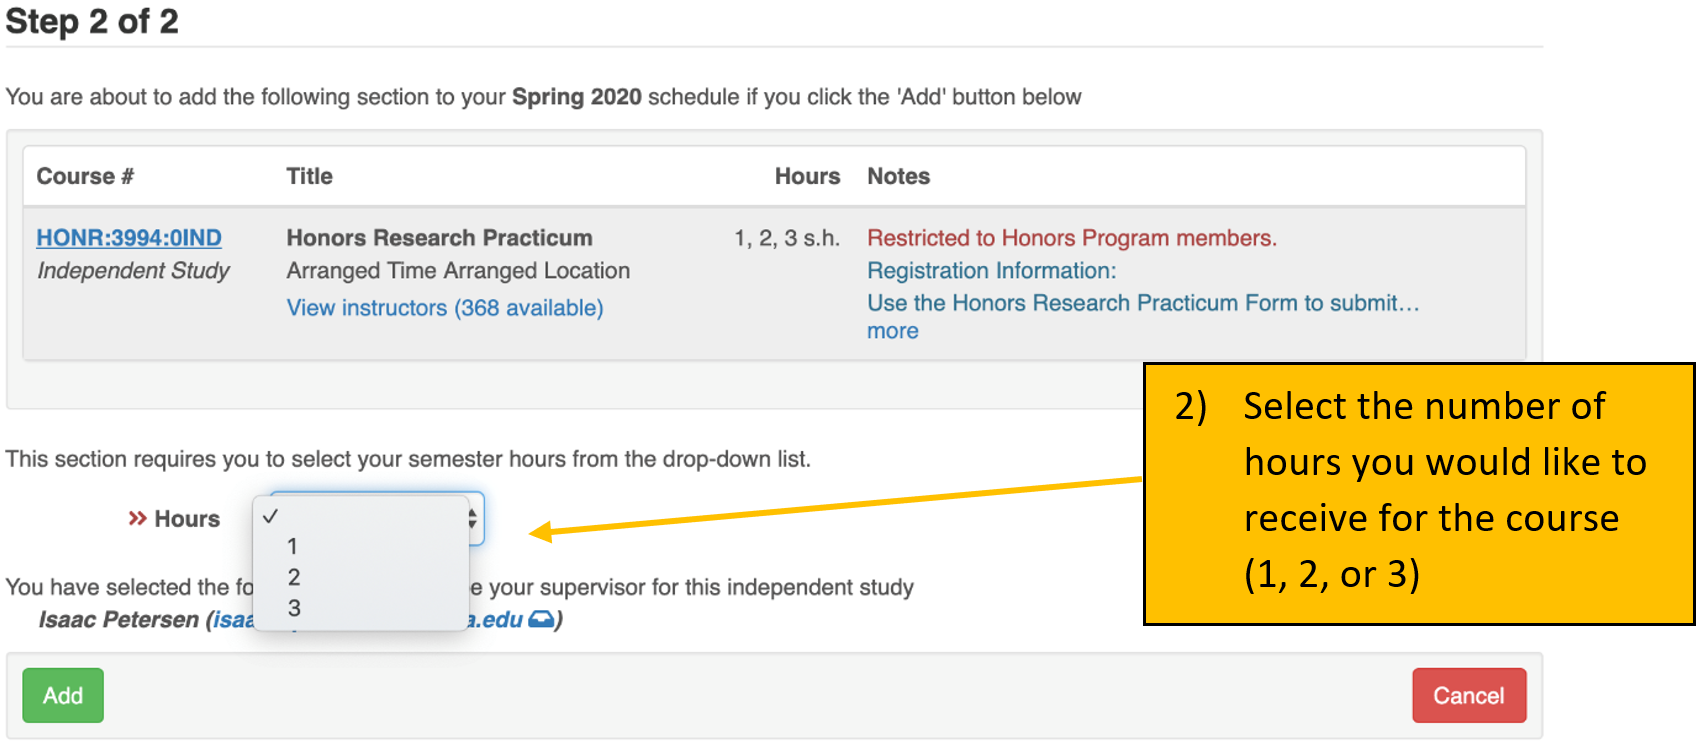 Step 2 of 2
You are about to add the following section to your Spring 2020 schedule if you click the 'Add' button below
Course # Title Hours Notes
HONR:3994:0IND Honors Research Practicum 1, 2, 3 s.h. Restricted to Honors Program members.
Independent Study Arranged Time Arranged Location Registration Information:
View instructors (368 available) Use the Honors Research Practicum Form to submit…
more
2) Select the number of
hours you would like to
receive for the course
(1, 2, or 3)
This section requires you to select your semester hours from the drop-down list.
» Hours ✓
1
2
3
You have selected the your supervisor for this independent study
Isaac Petersen (isaa a.edu )
Add Cancel